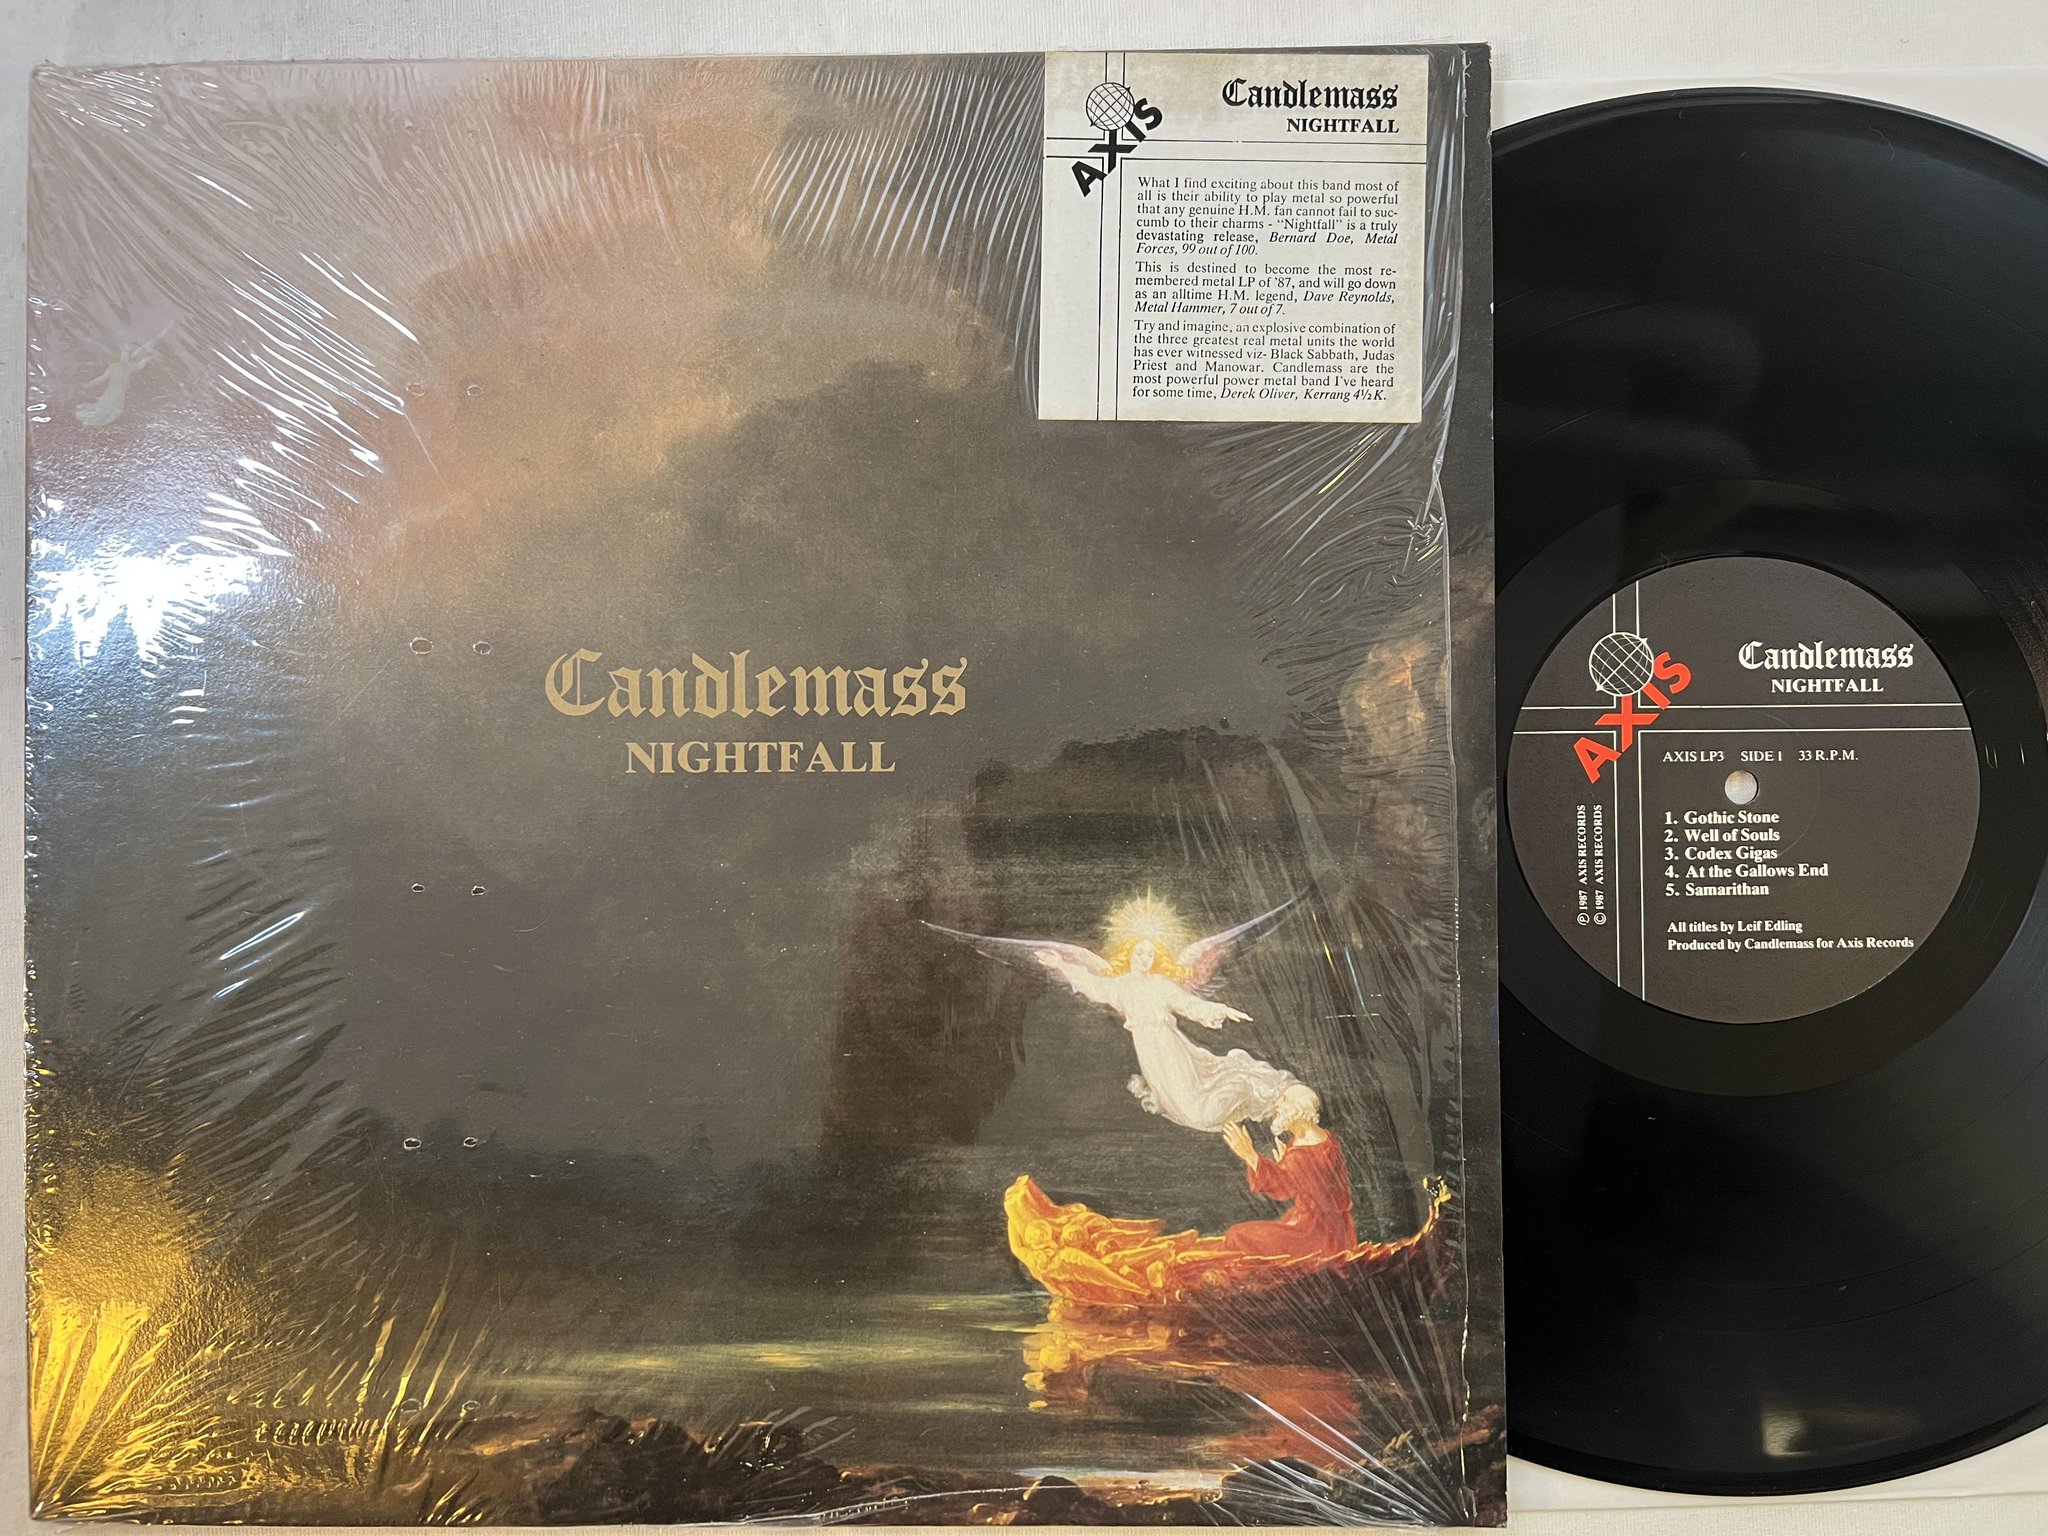 AXIS
Candlemass
NIGHTFALL
What I find exciting about this band most of
all is their ability to play metal so powerful
that any genuine H.M. fan cannot fail to suc-
cumb to their charms - "Nightfall" is a truly
devastating release, Bernard Doe, Metal
Forces, 99 out of 100.
This is destined to become the most re-
membered metal LP of '87, and will go down
as an alltime H.M. legend, Dave Reynolds,
Metal Hammer, 7 out of 7.
Try and imagine, an explosive combination of
the three greatest real metal units the world
has ever witnessed viz- Black Sabbath, Judas
Priest and Manowar. Candlemass are the
most powerful power metal band I've heard
for some time, Derek Oliver, Kerrang 4½ K.
Candlemass
NIGHTFALL
AXIS
Candlemass
NIGHTFALL
AXIS LP3 SIDE 1 33 R.P.M.
1. Gothic Stone
2. Well of Souls
3. Codex Gigas
4. At the Gallows End
5. Samarithan
All titles by Leif Edling
Produced by Candlemass for Axis Records
℗ 1987 AXIS RECORDS
© 1987 AXIS RECORDS